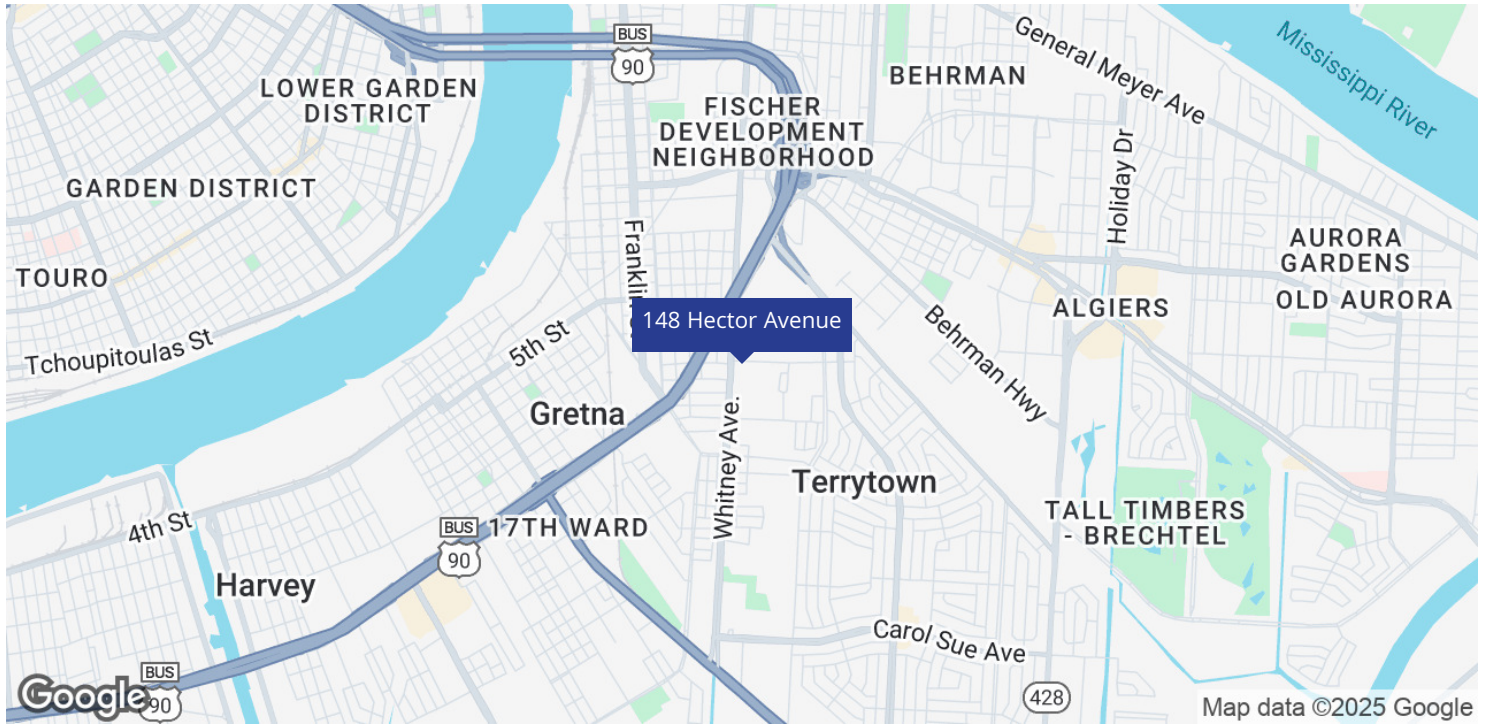 BUS
90
General Meyer Ave
Mississippi River
BEHRMAN
LOWER GARDEN
DISTRICT
FISCHER
DEVELOPMENT
NEIGHBORHOOD
GARDEN DISTRICT
Holiday Dr
TOURO
AURORA
GARDENS
OLD AURORA
ALGIERS
148 Hector Avenue
Tchoupitoulas St
5th St
Behrman Hwy
Gretna
Whitney Ave.
Terrytown
TALL TIMBERS
- BRECHTEL
4th St
BUS
90
17TH WARD
Harvey
Carol Sue Ave
BUS
90
428
Google
Map data ©2025 Google